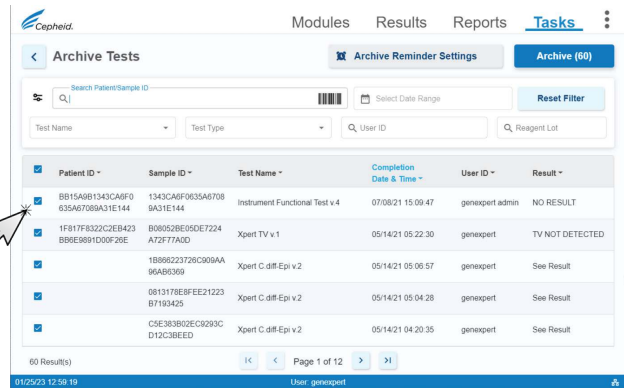 Cepheid.
Modules Results Reports Tasks
Archive Tests
Archive Reminder Settings
Archive (60)
Search Patient/Sample ID
Select Date Range
Reset Filter
Test Name
Test Type
User ID
Reagent Lot
Patient ID Sample ID Test Name Completion Date & Time User ID Result
BB15A9B1343CA6F0 1343CA6F0635A6708
635A67089A31E144 9A31E144 Instrument Functional Test v.4 07/08/21 15:09:47 genexpert admin NO RESULT
1F817F8322C2EB423 B08052BE05DE7224
BB6E9891D00F26E A72F77A0D Xpert TV v.1 05/14/21 05:22:30 genexpert TV NOT DETECTED
1B866223726C909AA
96AB6369 Xpert C.diff-Epi v.2 05/14/21 05:06:57 genexpert See Result
0813178E8FEE21223
B7193425 Xpert C.diff-Epi v.2 05/14/21 05:04:28 genexpert See Result
C5E383B02EC9293C
D12C3BEED Xpert C.diff-Epi v.2 05/14/21 04:20:35 genexpert See Result
60 Result(s)
Page 1 of 12
01/25/23 12:59:19 User: genexpert